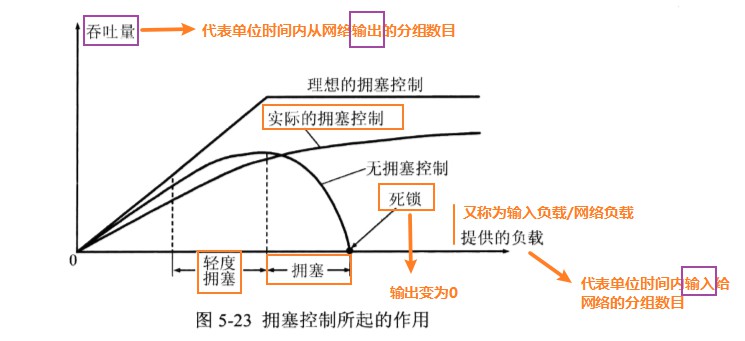 吞吐量
代表单位时间内从网络输出的分组数目
理想的拥塞控制
实际的拥塞控制
无拥塞控制
死锁
又称为输入负载/网络负载
提供的负载
0
轻度
拥塞
拥塞
输出变为0
代表单位时间内输入给
网络的分组数目
图 5-23 拥塞控制所起的作用